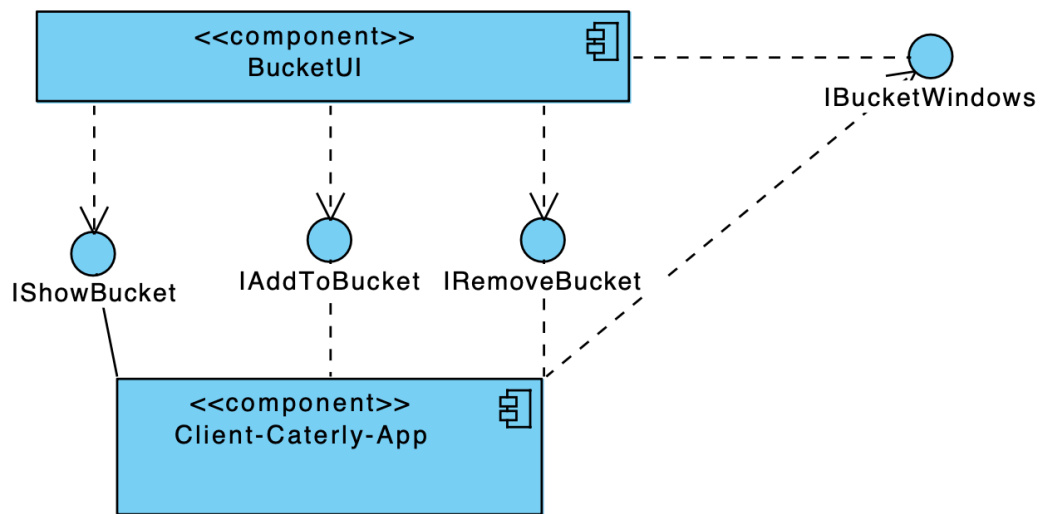 <<component>>
BucketUI
IBucketWindows
IShowBucket
IAddToBucket
IRemoveBucket
<<component>>
Client-Caterly-App